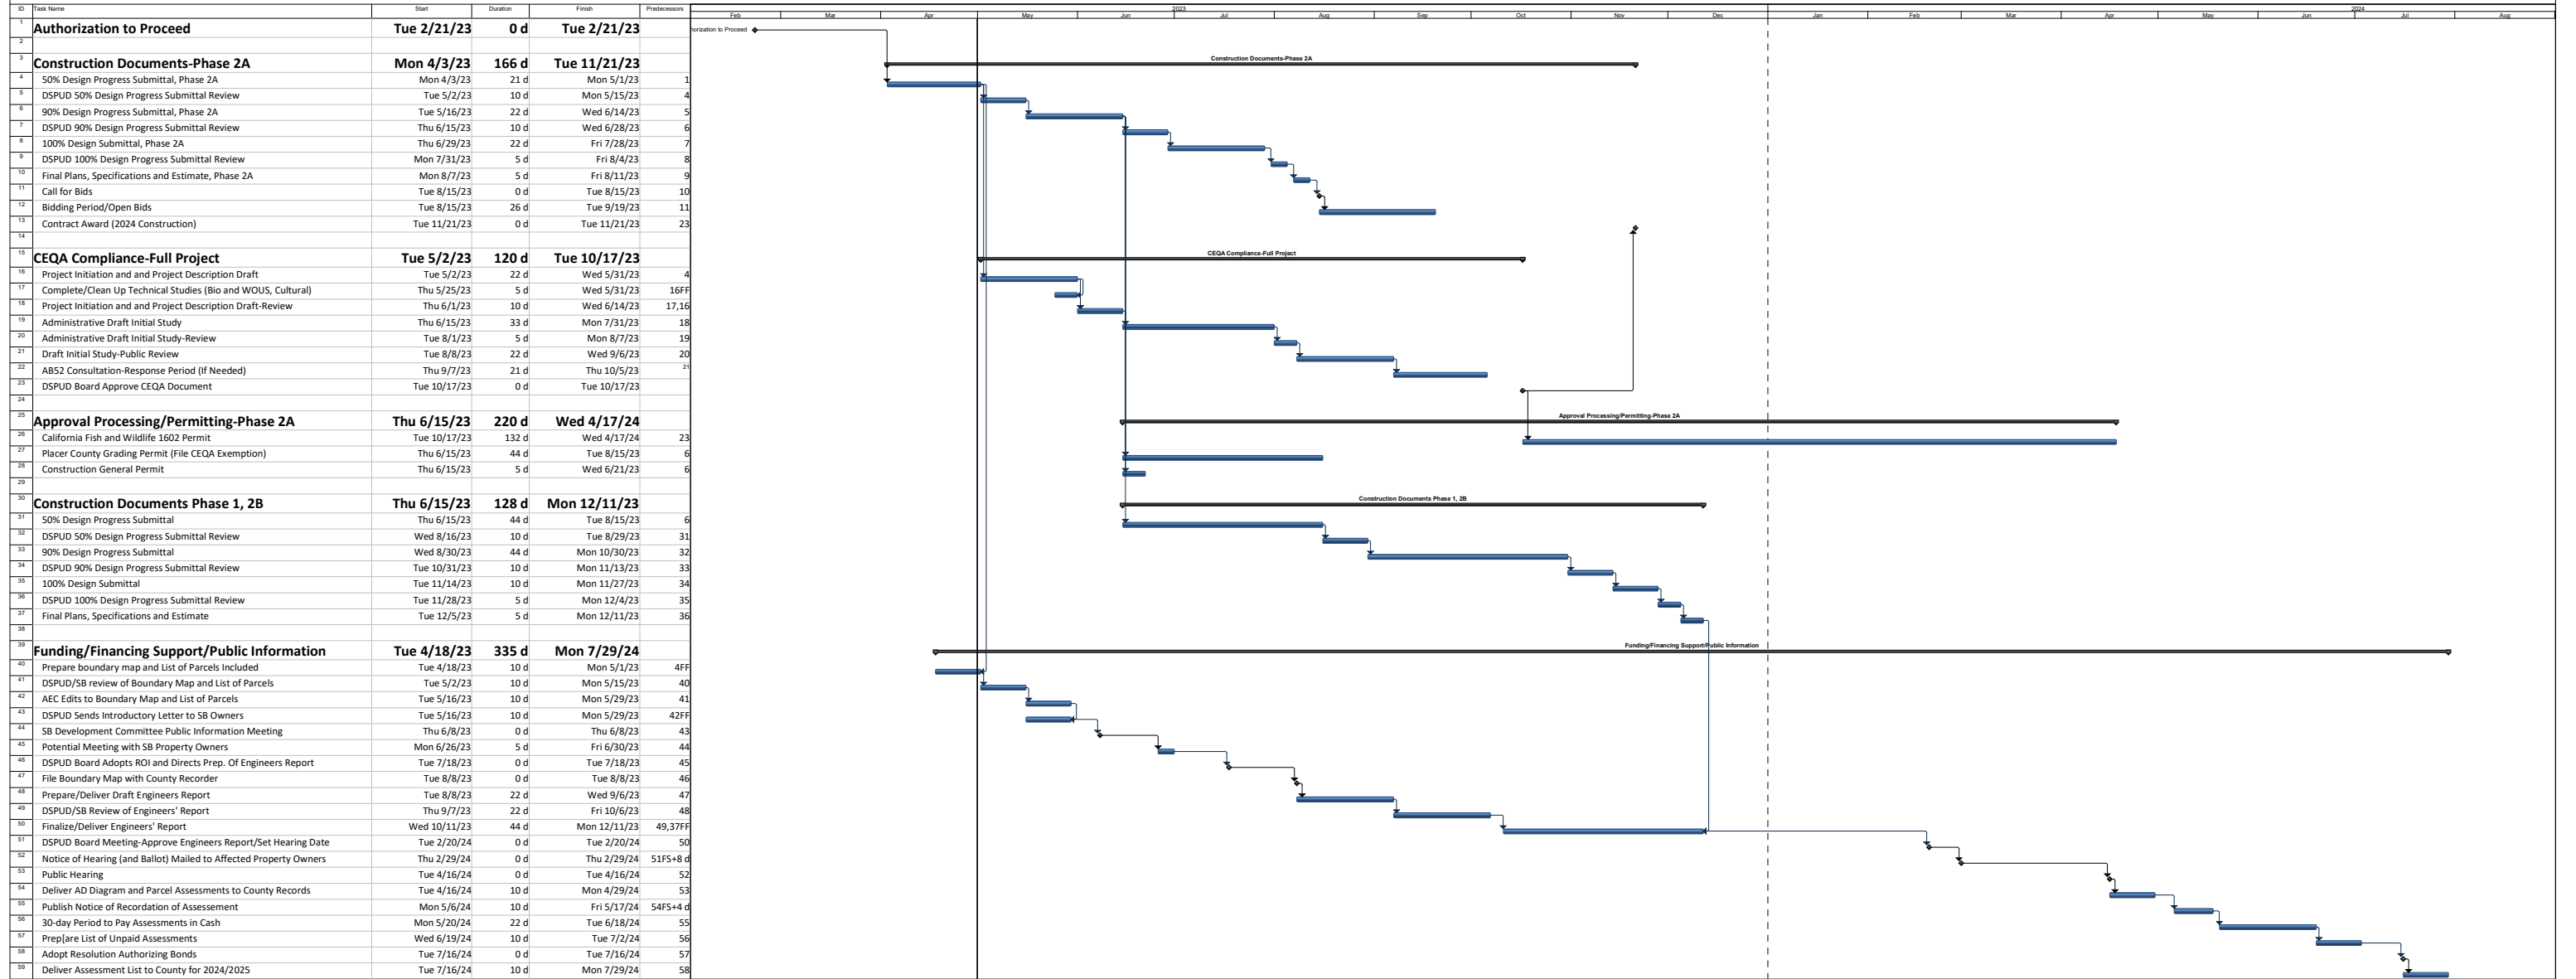 2023 2024
ID Task Name Start Duration Finish Predecessors Feb Mar Apr May Jun Jul Aug Sep Oct Nov Dec Jan Feb Mar Apr May Jun Jul Aug
1 Authorization to Proceed Tue 2/21/23 0 d Tue 2/21/23 horization to Proceed
2
3 Construction Documents-Phase 2A Mon 4/3/23 166 d Tue 11/21/23 Construction Documents-Phase 2A
4 50% Design Progress Submittal, Phase 2A Mon 4/3/23 21 d Mon 5/1/23 1
5 DSPUD 50% Design Progress Submittal Review Tue 5/2/23 10 d Mon 5/15/23 4
6 90% Design Progress Submittal, Phase 2A Tue 5/16/23 22 d Wed 6/14/23 5
7 DSPUD 90% Design Progress Submittal Review Thu 6/15/23 10 d Wed 6/28/23 6
8 100% Design Submittal, Phase 2A Thu 6/29/23 22 d Fri 7/28/23 7
9 DSPUD 100% Design Progress Submittal Review Mon 7/31/23 5 d Fri 8/4/23 8
10 Final Plans, Specifications and Estimate, Phase 2A Mon 8/7/23 5 d Fri 8/11/23 9
11 Call for Bids Tue 8/15/23 0 d Tue 8/15/23 10
12 Bidding Period/Open Bids Tue 8/15/23 26 d Tue 9/19/23 11
13 Contract Award (2024 Construction) Tue 11/21/23 0 d Tue 11/21/23 23
14
15 CEQA Compliance-Full Project Tue 5/2/23 120 d Tue 10/17/23 CEQA Compliance-Full Project
16 Project Initiation and and Project Description Draft Tue 5/2/23 22 d Wed 5/31/23 4
17 Complete/Clean Up Technical Studies (Bio and WOUS, Cultural) Thu 5/25/23 5 d Wed 5/31/23 16FF
18 Project Initiation and and Project Description Draft-Review Thu 6/1/23 10 d Wed 6/14/23 17,16
19 Administrative Draft Initial Study Thu 6/15/23 33 d Mon 7/31/23 18
20 Administrative Draft Initial Study-Review Tue 8/1/23 5 d Mon 8/7/23 19
21 Draft Initial Study-Public Review Tue 8/8/23 22 d Wed 9/6/23 20
22 AB52 Consultation-Response Period (If Needed) Thu 9/7/23 21 d Thu 10/5/23 21
23 DSPUD Board Approve CEQA Document Tue 10/17/23 0 d Tue 10/17/23
24
25 Approval Processing/Permitting-Phase 2A Thu 6/15/23 220 d Wed 4/17/24 Approval Processing/Permitting-Phase 2A
26 California Fish and Wildlife 1602 Permit Tue 10/17/23 132 d Wed 4/17/24 23
27 Placer County Grading Permit (File CEQA Exemption) Thu 6/15/23 44 d Tue 8/15/23 6
28 Construction General Permit Thu 6/15/23 5 d Wed 6/21/23 6
29
30 Construction Documents Phase 1, 2B Thu 6/15/23 128 d Mon 12/11/23 Construction Documents Phase 1, 2B
31 50% Design Progress Submittal Thu 6/15/23 44 d Tue 8/15/23 6
32 DSPUD 50% Design Progress Submittal Review Wed 8/16/23 10 d Tue 8/29/23 31
33 90% Design Progress Submittal Wed 8/30/23 44 d Mon 10/30/23 32
34 DSPUD 90% Design Progress Submittal Review Tue 10/31/23 10 d Mon 11/13/23 33
35 100% Design Submittal Tue 11/14/23 10 d Mon 11/27/23 34
36 DSPUD 100% Design Progress Submittal Review Tue 11/28/23 5 d Mon 12/4/23 35
37 Final Plans, Specifications and Estimate Tue 12/5/23 5 d Mon 12/11/23 36
38
39 Funding/Financing Support/Public Information Tue 4/18/23 335 d Mon 7/29/24 Funding/Financing Support/Public Information
40 Prepare boundary map and List of Parcels Included Tue 4/18/23 10 d Mon 5/1/23 4FF
41 DSPUD/SB review of Boundary Map and List of Parcels Tue 5/2/23 10 d Mon 5/15/23 40
42 AEC Edits to Boundary Map and List of Parcels Tue 5/16/23 10 d Mon 5/29/23 41
43 DSPUD Sends Introductory Letter to SB Owners Tue 5/16/23 10 d Mon 5/29/23 42FF
44 SB Development Committee Public Information Meeting Thu 6/8/23 0 d Thu 6/8/23 43
45 Potential Meeting with SB Property Owners Mon 6/26/23 5 d Fri 6/30/23 44
46 DSPUD Board Adopts ROI and Directs Prep. Of Engineers Report Tue 7/18/23 0 d Tue 7/18/23 45
47 File Boundary Map with County Recorder Tue 8/8/23 0 d Tue 8/8/23 46
48 Prepare/Deliver Draft Engineers Report Tue 8/8/23 22 d Wed 9/6/23 47
49 DSPUD/SB Review of Engineers' Report Thu 9/7/23 22 d Fri 10/6/23 48
50 Finalize/Deliver Engineers' Report Wed 10/11/23 44 d Mon 12/11/23 49,37FF
51 DSPUD Board Meeting-Approve Engineers Report/Set Hearing Date Tue 2/20/24 0 d Tue 2/20/24 50
52 Notice of Hearing (and Ballot) Mailed to Affected Property Owners Thu 2/29/24 0 d Thu 2/29/24 51FS+8 d
53 Public Hearing Tue 4/16/24 0 d Tue 4/16/24 52
54 Deliver AD Diagram and Parcel Assessments to County Records Tue 4/16/24 10 d Mon 4/29/24 53
55 Publish Notice of Recordation of Assessement Mon 5/6/24 10 d Fri 5/17/24 54FS+4 d
56 30-day Period to Pay Assessments in Cash Mon 5/20/24 22 d Tue 6/18/24 55
57 Prep[are List of Unpaid Assessments Wed 6/19/24 10 d Tue 7/2/24 56
58 Adopt Resolution Authorizing Bonds Tue 7/16/24 0 d Tue 7/16/24 57
59 Deliver Assessment List to County for 2024/2025 Tue 7/16/24 10 d Mon 7/29/24 58